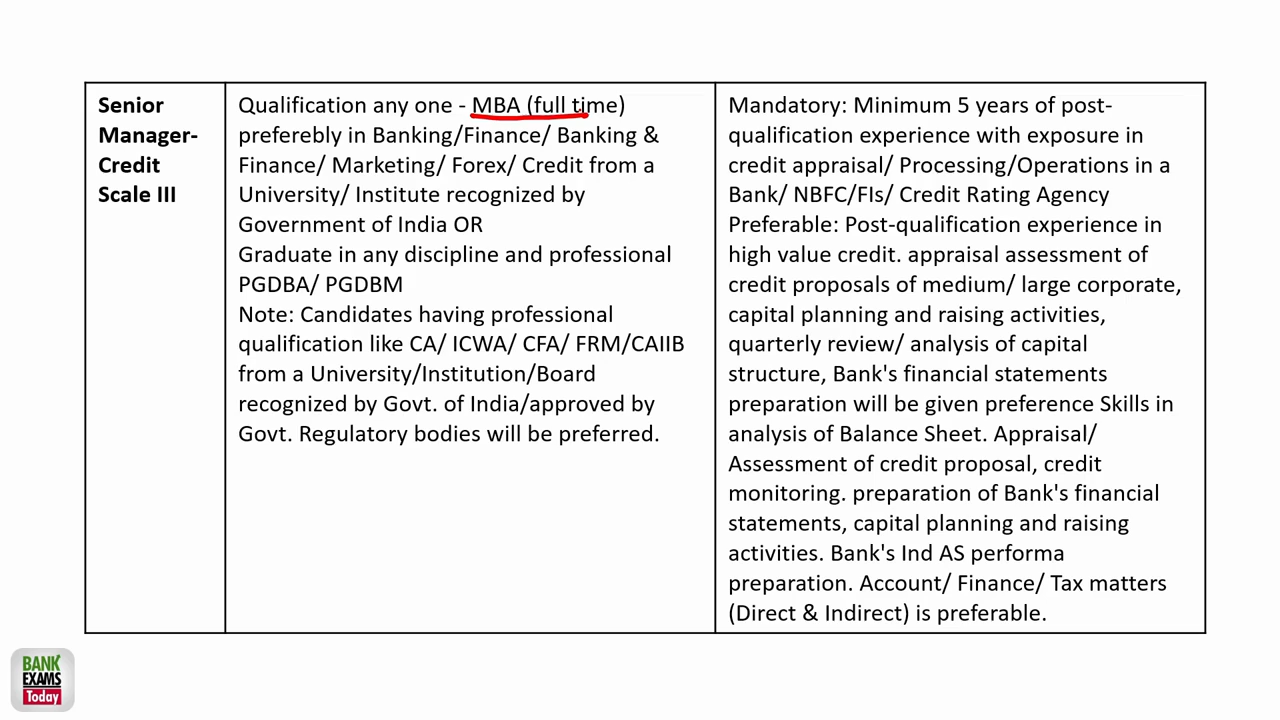 Senior
Manager-
Credit
Scale III
Qualification any one - MBA (full time)
preferebly in Banking/Finance/ Banking &
Finance/ Marketing/ Forex/ Credit from a
University/ Institute recognized by
Government of India OR
Graduate in any discipline and professional
PGDBA/ PGDBM
Note: Candidates having professional
qualification like CA/ ICWA/ CFA/ FRM/CAIIB
from a University/Institution/Board
recognized by Govt. of India/approved by
Govt. Regulatory bodies will be preferred.
Mandatory: Minimum 5 years of post-
qualification experience with exposure in
credit appraisal/ Processing/Operations in a
Bank/ NBFC/FIs/ Credit Rating Agency
Preferable: Post-qualification experience in
high value credit. appraisal assessment of
credit proposals of medium/ large corporate,
capital planning and raising activities,
quarterly review/ analysis of capital
structure, Bank's financial statements
preparation will be given preference Skills in
analysis of Balance Sheet. Appraisal/
Assessment of credit proposal, credit
monitoring. preparation of Bank's financial
statements, capital planning and raising
activities. Bank's Ind AS performa
preparation. Account/ Finance/ Tax matters
(Direct & Indirect) is preferable.
BANK
EXAMS
Today